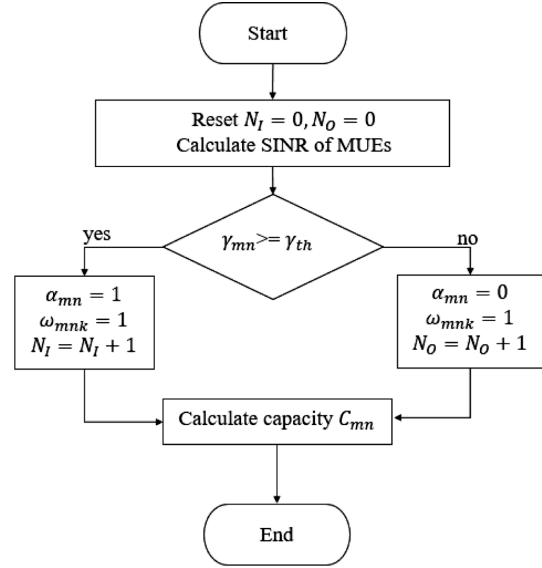 Start
Reset N_I = 0, N_O = 0
Calculate SINR of MUEs
γ_mn>= γ_th
yes
no
α_mn = 1
ω_mnk = 1
N_I = N_I + 1
α_mn = 0
ω_mnk = 1
N_O = N_O + 1
Calculate capacity C_mn
End